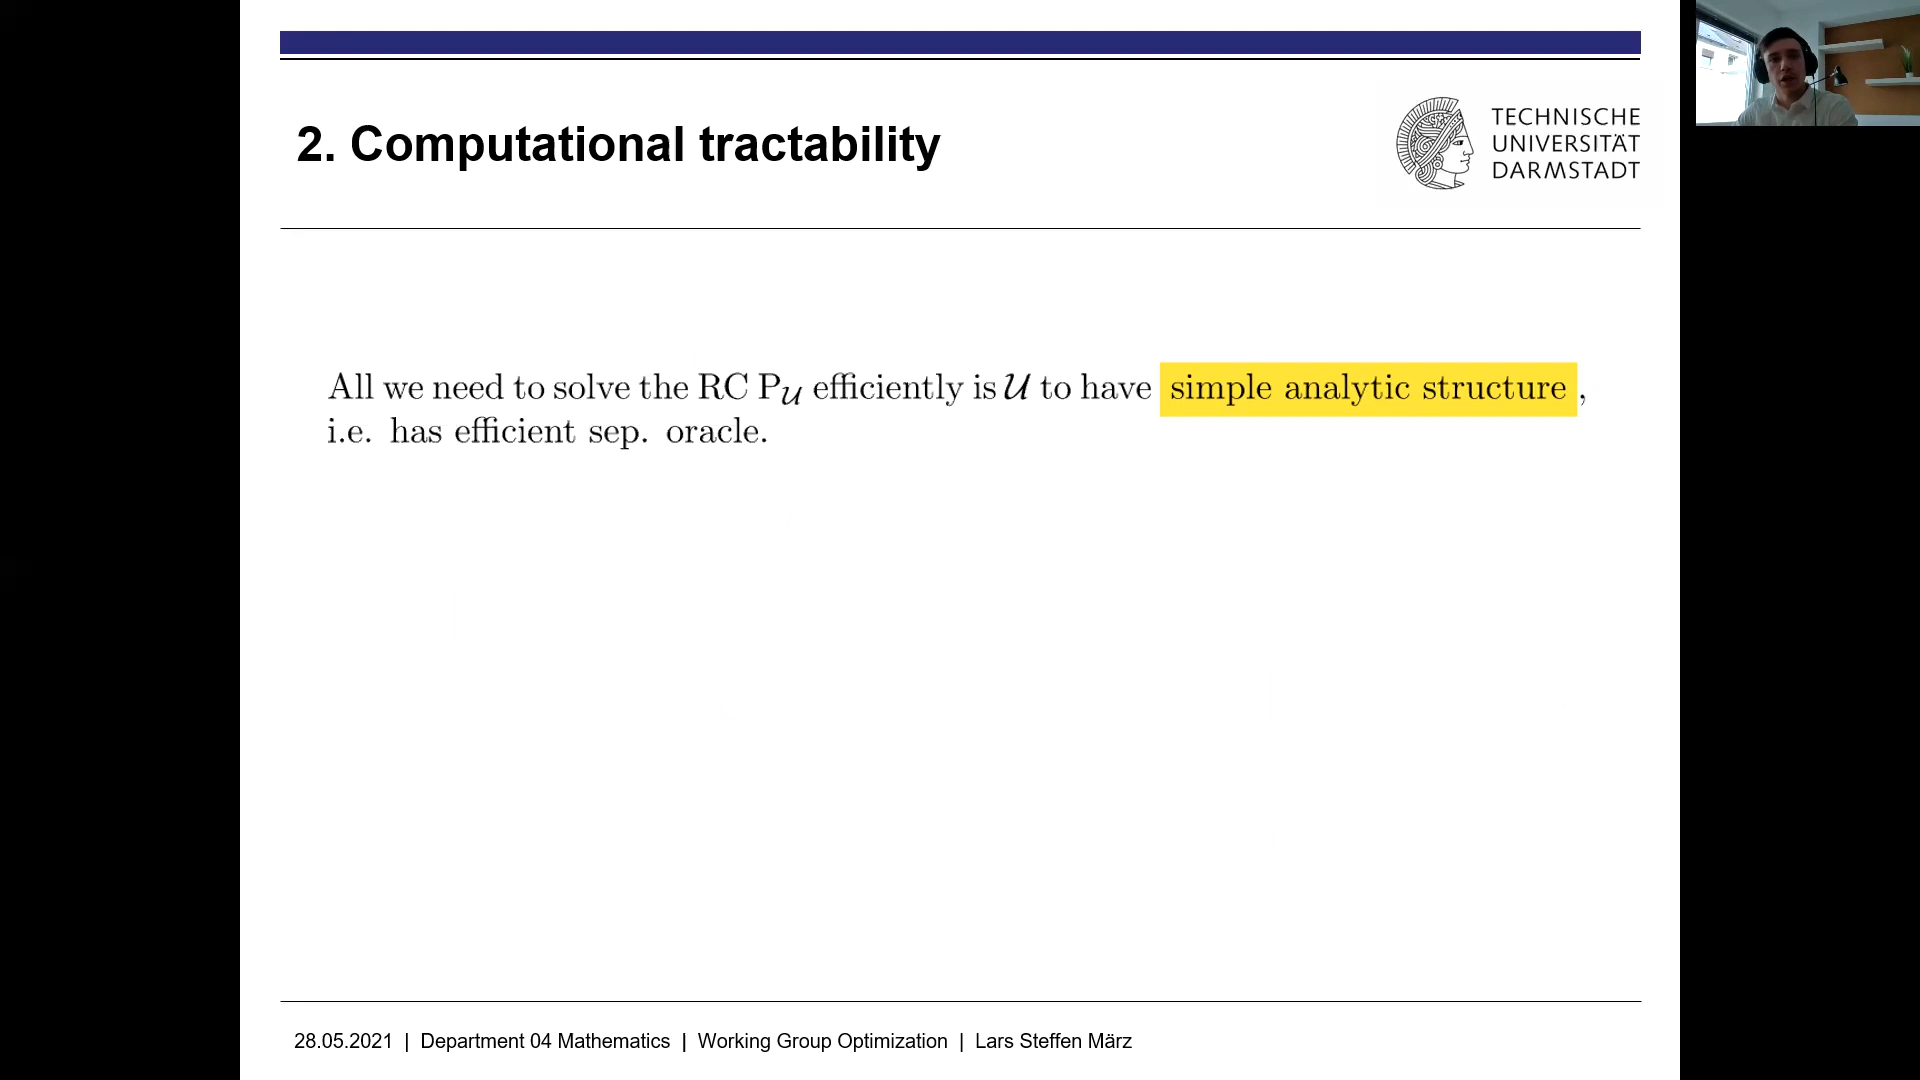 2. Computational tractability
TECHNISCHE
UNIVERSITÄT
DARMSTADT
All we need to solve the RC P𝒰 efficiently is 𝒰 to have simple analytic structure ,
i.e. has efficient sep. oracle.
28.05.2021 | Department 04 Mathematics | Working Group Optimization | Lars Steffen März